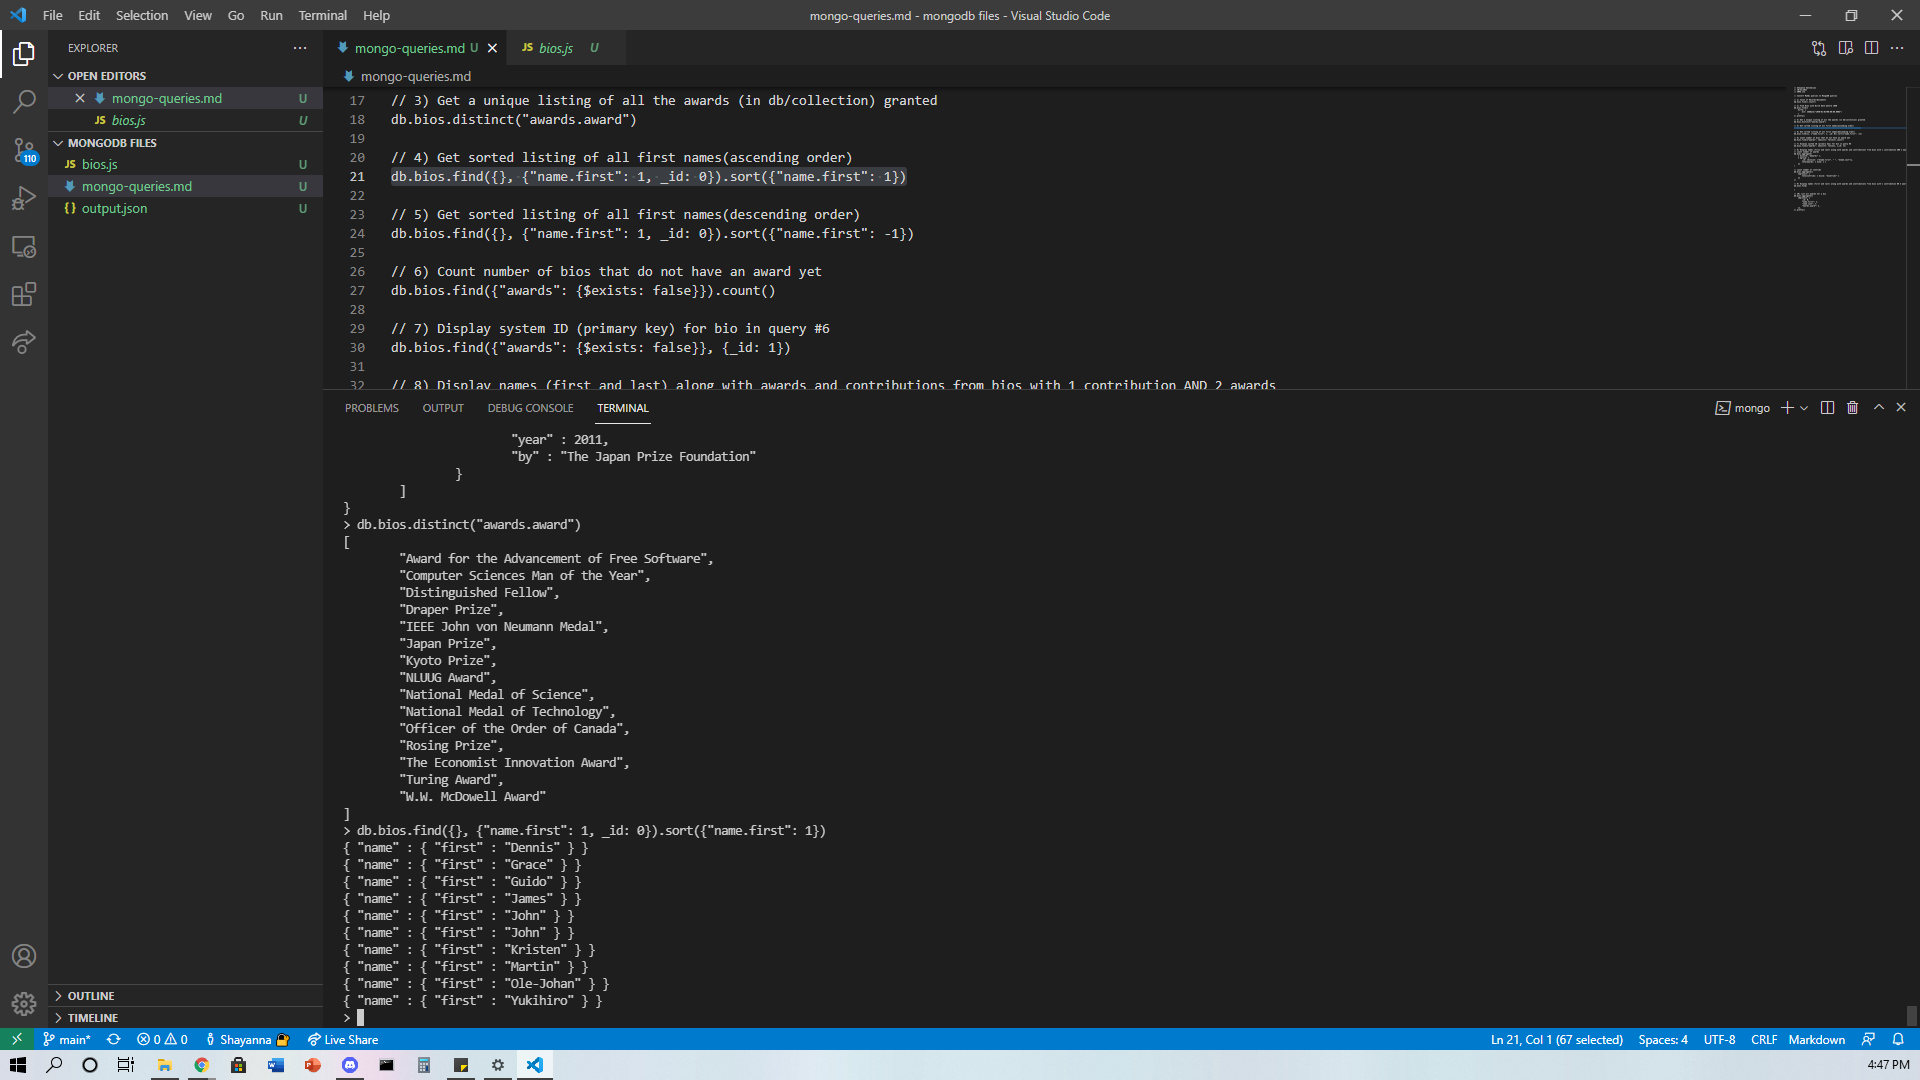 File Edit Selection View Go Run Terminal Help
mongo-queries.md - mongodb files - Visual Studio Code
EXPLORER
OPEN EDITORS
mongo-queries.md U
JS bios.js U
MONGODB FILES
JS bios.js U
mongo-queries.md U
{} output.json U
110
OUTLINE
TIMELINE
mongo-queries.md U
JS bios.js U
mongo-queries.md
17 // 3) Get a unique listing of all the awards (in db/collection) granted
18 db.bios.distinct("awards.award")
19
20 // 4) Get sorted listing of all first names(ascending order)
21 db.bios.find({}, {"name.first": 1, _id: 0}).sort({"name.first": 1})
22
23 // 5) Get sorted listing of all first names(descending order)
24 db.bios.find({}, {"name.first": 1, _id: 0}).sort({"name.first": -1})
25
26 // 6) Count number of bios that do not have an award yet
27 db.bios.find({"awards": {$exists: false}}).count()
28
29 // 7) Display system ID (primary key) for bio in query #6
30 db.bios.find({"awards": {$exists: false}}, {_id: 1})
31
32 // 8) Display names (first and last) along with awards and contributions from bios with 1 contribution AND 2 awards
PROBLEMS OUTPUT DEBUG CONSOLE TERMINAL
mongo
"year" : 2011,
"by" : "The Japan Prize Foundation"
}
]
}
> db.bios.distinct("awards.award")
[
"Award for the Advancement of Free Software",
"Computer Sciences Man of the Year",
"Distinguished Fellow",
"Draper Prize",
"IEEE John von Neumann Medal",
"Japan Prize",
"Kyoto Prize",
"NLUUG Award",
"National Medal of Science",
"National Medal of Technology",
"Officer of the Order of Canada",
"Rosing Prize",
"The Economist Innovation Award",
"Turing Award",
"W.W. McDowell Award"
]
> db.bios.find({}, {"name.first": 1, _id: 0}).sort({"name.first": 1})
{ "name" : { "first" : "Dennis" } }
{ "name" : { "first" : "Grace" } }
{ "name" : { "first" : "Guido" } }
{ "name" : { "first" : "James" } }
{ "name" : { "first" : "John" } }
{ "name" : { "first" : "John" } }
{ "name" : { "first" : "Kristen" } }
{ "name" : { "first" : "Martin" } }
{ "name" : { "first" : "Ole-Johan" } }
{ "name" : { "first" : "Yukihiro" } }
>
main* 0 0 Shayanna Live Share
Ln 21, Col 1 (67 selected) Spaces: 4 UTF-8 CRLF Markdown
4:47 PM